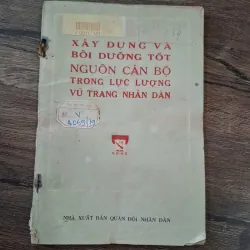 XÂY DỰNG VÀ
BỒI DƯỠNG TỐT
NGUỒN CÁN BỘ
TRONG LỰC LƯỢNG
VŨ TRANG NHÂN DÂN
NHÀ XUẤT BẢN QUÂN ĐỘI NHÂN DÂN